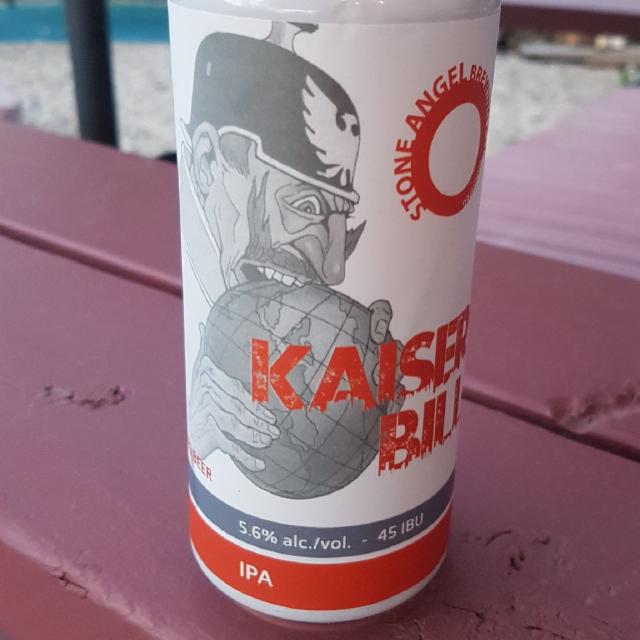 STONE ANGEL
KAISER
BILL
BEER
5.6% alc./vol. - 45 IBU
IPA